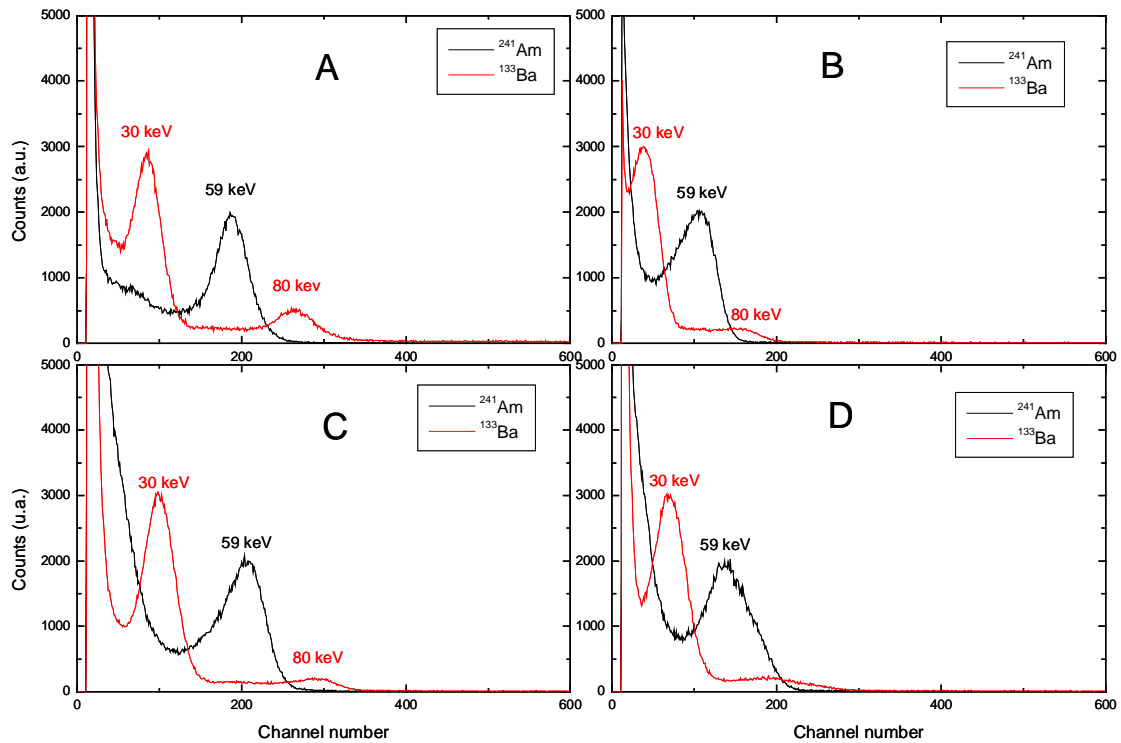 5000
4000
3000
2000
1000
0
Counts (a.u.)
A
²⁴¹Am
¹³³Ba
30 keV
59 keV
80 kev
0
200
400
600
5000
4000
3000
2000
1000
0
B
²⁴¹Am
¹³³Ba
30 keV
59 keV
80 keV
0
200
400
600
5000
4000
3000
2000
1000
0
Counts (u.a.)
C
²⁴¹Am
¹³³Ba
30 keV
59 keV
80 keV
0
200
400
600
Channel number
5000
4000
3000
2000
1000
0
D
²⁴¹Am
¹³³Ba
30 keV
59 keV
0
200
400
600
Channel number